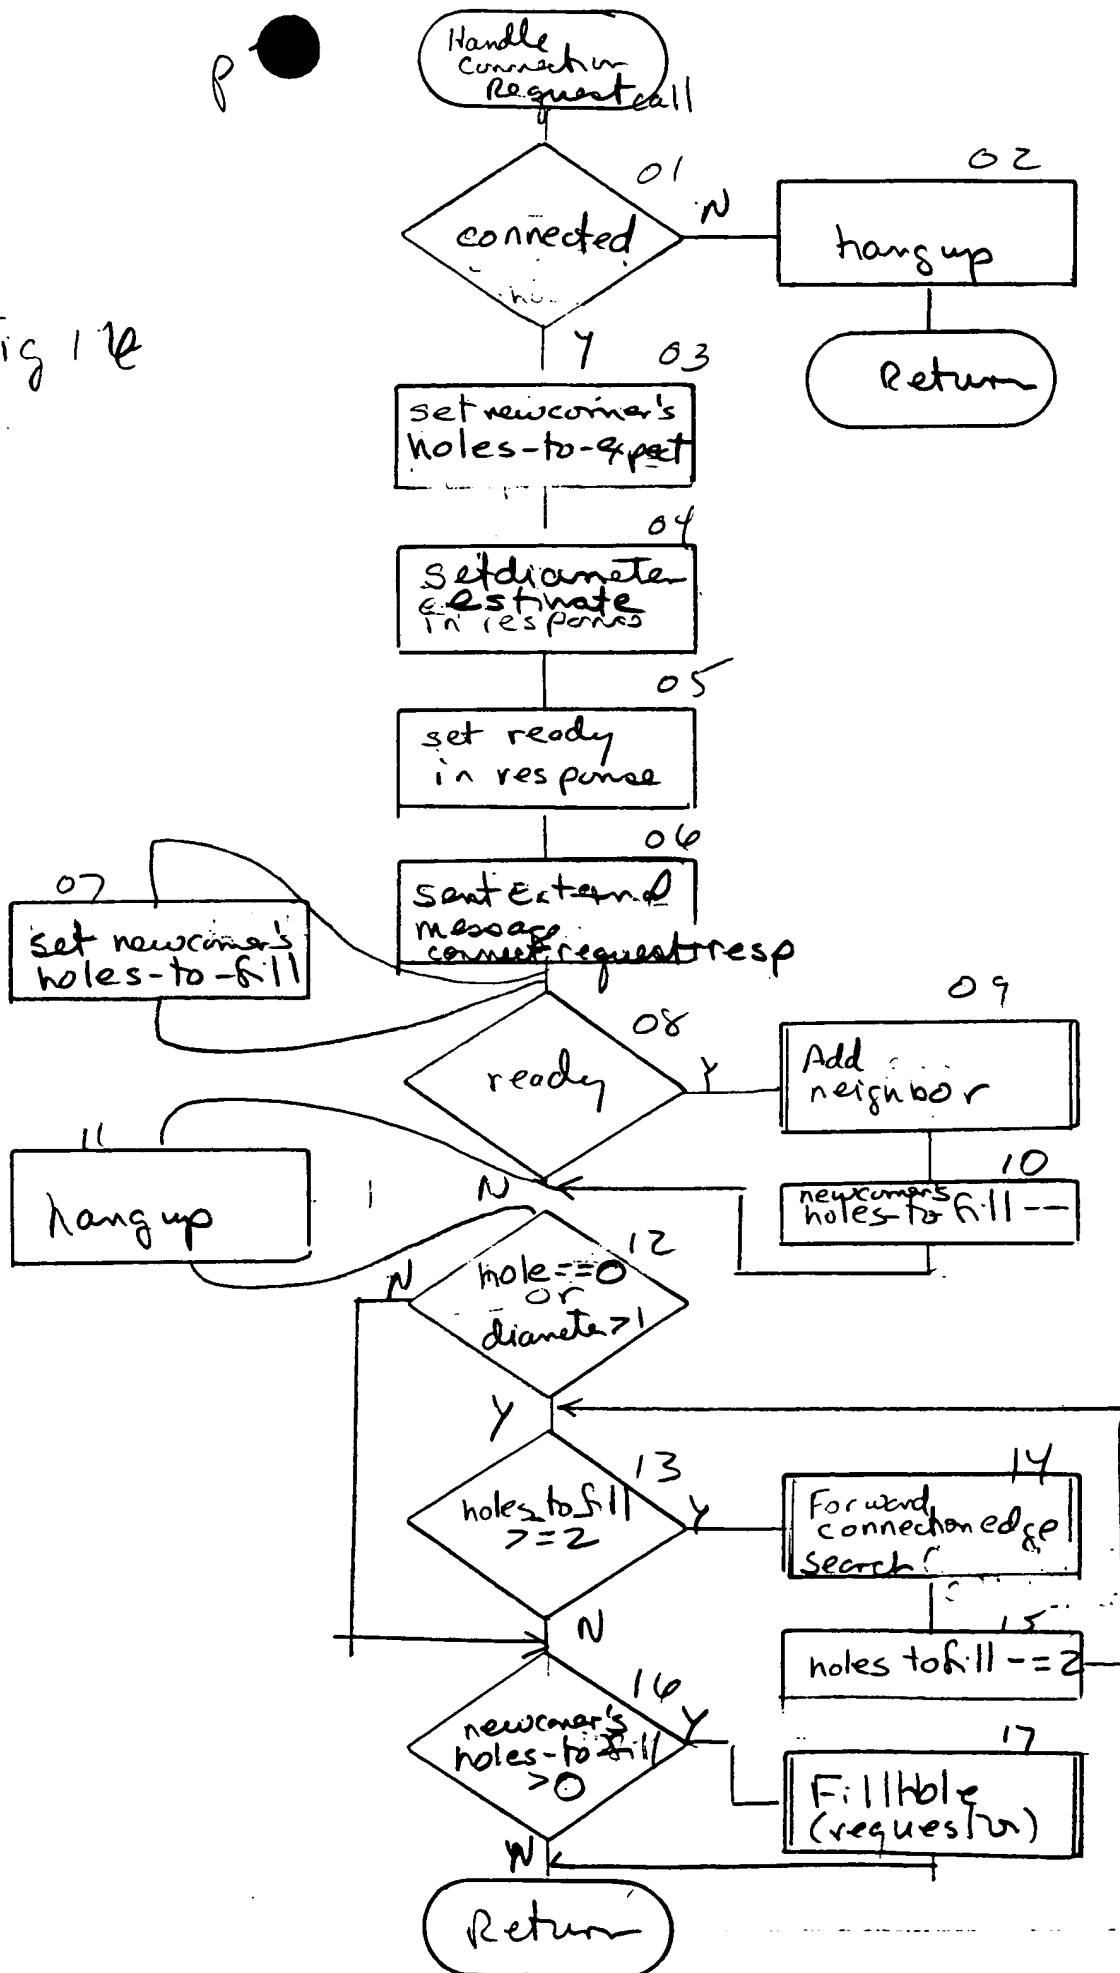 Handle
Connection
Request call
01
connected
N
02
hang up
Return
Y
03
set newcomer's
holes-to-expect
04
set diameter
estimate
in response
05
set ready
in response
06
sent External
message
connect request resp
07
set newcomer's
holes-to-fill
08
ready
Y
09
Add
neighbor
10
newcomer's
holes-to fill --
N
11
hang up
12
hole==0
or
diameter>1
N
Y
13
holes to fill
>=2
Y
14
Forward
connection edge
search
15
holes to fill -=2
N
16
newcomer's
holes-to-fill
>0
Y
17
Fill Hole
(requestor)
N
Return